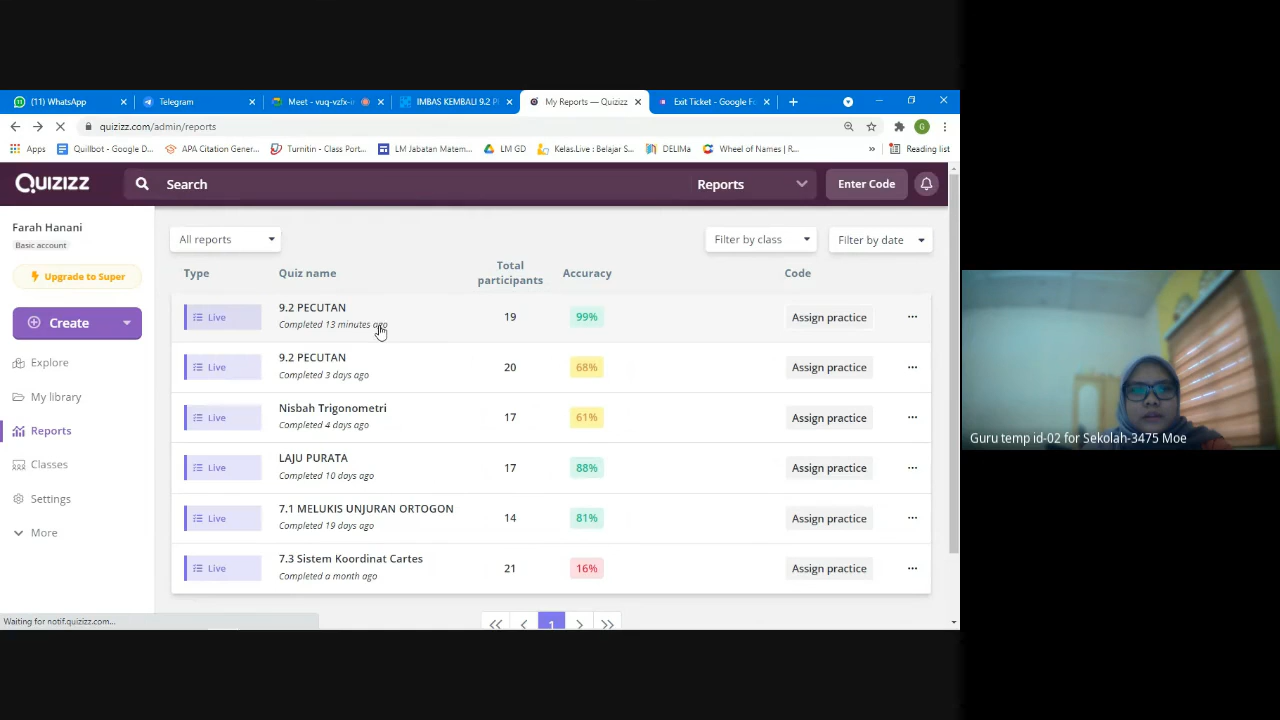 (11) WhatsApp
Telegram
Meet - vuq-vzfx-i
IMBAS KEMBALI 9.2 P
My Reports — Quizizz
Exit Ticket - Google Fo
quizizz.com/admin/reports
Apps
Quillbot - Google D...
APA Citation Gener...
Turnitin - Class Port...
LM Jabatan Matem...
LM GD
Kelas.Live : Belajar S...
DELIMa
Wheel of Names | R...
»
Reading list
QUIZIZZ
Search
Reports
Enter Code
Farah Hanani
Basic account
Upgrade to Super
Create
Explore
My library
Reports
Classes
Settings
More
All reports
Filter by class
Filter by date
Type
Quiz name
Total
participants
Accuracy
Code
Live
9.2 PECUTAN
Completed 13 minutes ago
19
99%
Assign practice
Live
9.2 PECUTAN
Completed 3 days ago
20
68%
Assign practice
Live
Nisbah Trigonometri
Completed 4 days ago
17
61%
Assign practice
Live
LAJU PURATA
Completed 10 days ago
17
88%
Assign practice
Live
7.1 MELUKIS UNJURAN ORTOGON
Completed 19 days ago
14
81%
Assign practice
Live
7.3 Sistem Koordinat Cartes
Completed a month ago
21
16%
Assign practice
1
Waiting for notif.quizizz.com...
Guru temp id-02 for Sekolah-3475 Moe